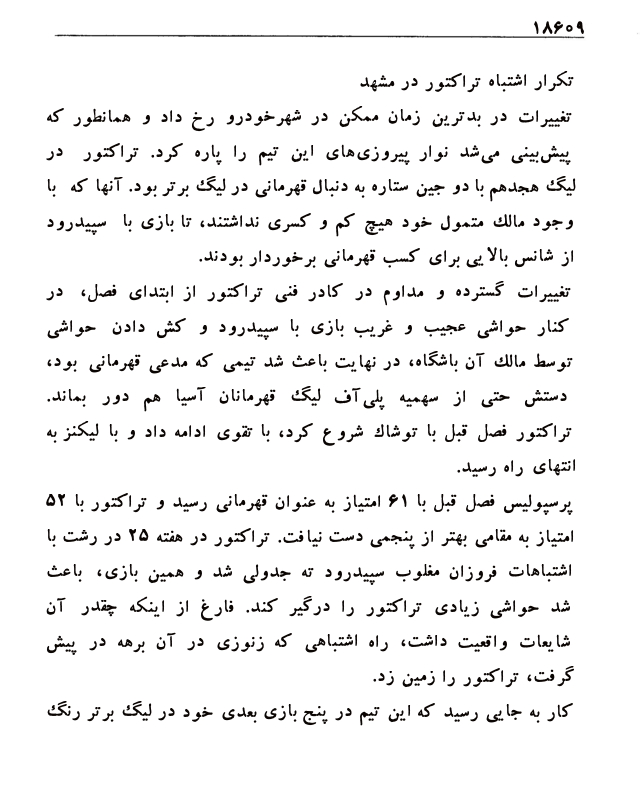 ۱۸۶۰۹
تکرار اشتباه تراکتور در مشهد
تغییرات در بدترین زمان ممکن در شهرخودرو رخ داد و همانطور که
پیش‌بینی می‌شد نوار پیروزی‌های این تیم را پاره کرد. تراکتور در
لیگ هجدهم با دو جین ستاره به دنبال قهرمانی در لیگ برتر بود. آنها که با
وجود مالك متمول خود هیچ کم و کسری نداشتند، تا بازی با سپیدرود
از شانس بالایی برای کسب قهرمانی برخوردار بودند.
تغییرات گسترده و مداوم در کادر فنی تراکتور از ابتدای فصل، در
کنار حواشی عجیب و غریب بازی با سپیدرود و کش دادن حواشی
توسط مالك آن باشگاه، در نهایت باعث شد تیمی که مدعی قهرمانی بود،
دستش حتی از سهمیه پلی‌آف لیگ قهرمانان آسیا هم دور بماند.
تراکتور فصل قبل با توشاك شروع کرد، با تقوی ادامه داد و با لیکنز به
انتهای راه رسید.
پرسپولیس فصل قبل با ۶۱ امتیاز به عنوان قهرمانی رسید و تراکتور با ۵۲
امتیاز به مقامی بهتر از پنجمی دست نیافت. تراکتور در هفته ۲۵ در رشت با
اشتباهات فروزان مغلوب سپیدرود ته جدولی شد و همین بازی، باعث
شد حواشی زیادی تراکتور را درگیر کند. فارغ از اینکه چقدر آن
شایعات واقعیت داشت، راه اشتباهی که زنوزی در آن برهه در پیش
گرفت، تراکتور را زمین زد.
کار به جایی رسید که این تیم در پنج بازی بعدی خود در لیگ برتر رنگ